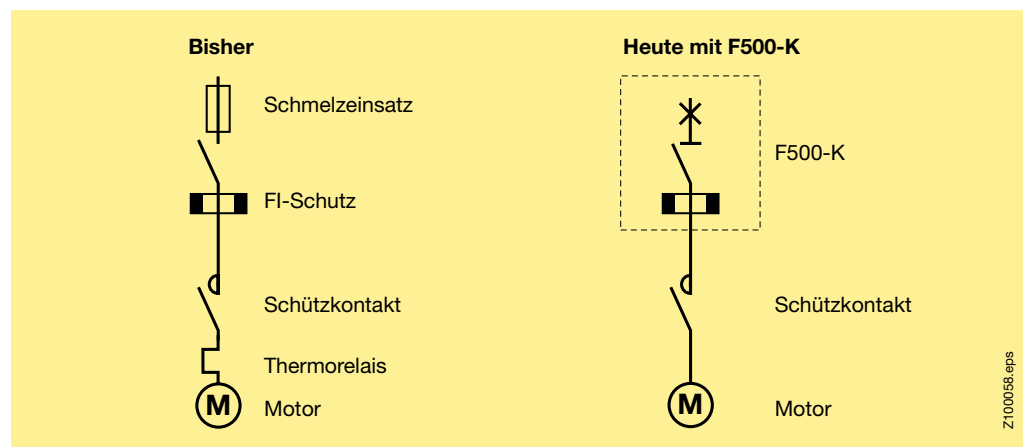 Bisher
Schmelzeinsatz
FI-Schutz
Schützkontakt
Thermorelais
M
Motor
Heute mit F500-K
F500-K
Schützkontakt
M
Motor
Z100058.eps